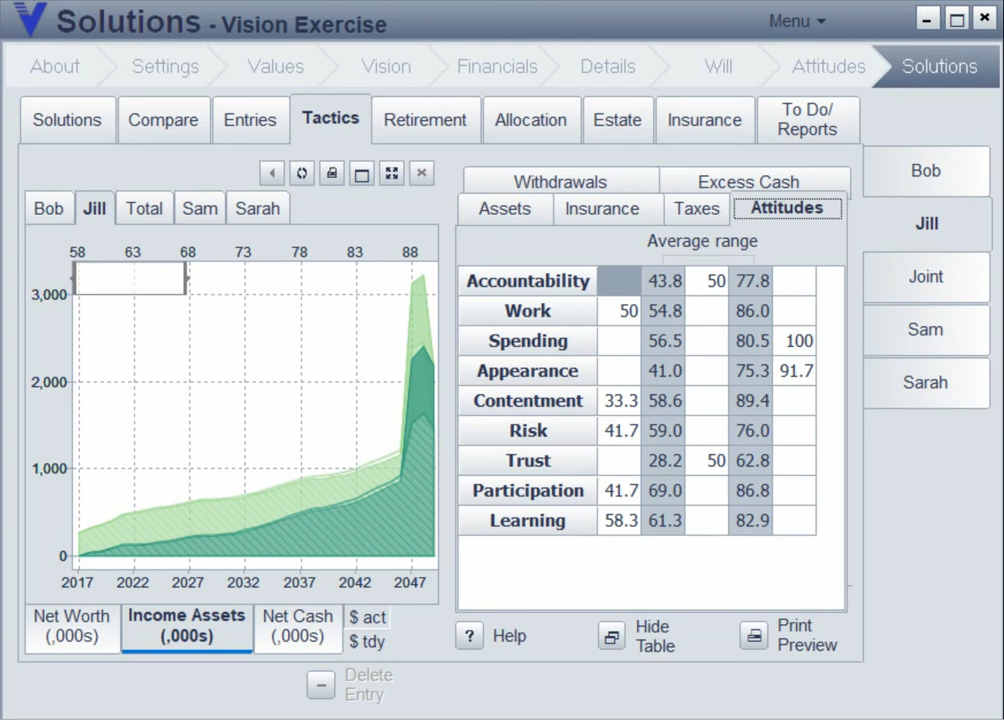 Solutions - Vision Exercise
Menu
About Settings Values Vision Financials Details Will Attitudes Solutions
Solutions Compare Entries Tactics Retirement Allocation Estate Insurance To Do/
Reports
Bob
Jill
Joint
Sam
Sarah
Bob Jill Total Sam Sarah
58 63 68 73 78 83 88
3,000
2,000
1,000
0
2017 2022 2027 2032 2037 2042 2047
Net Worth
(,000s)
Income Assets
(,000s)
Net Cash
(,000s)
$ act
$ tdy
Withdrawals Excess Cash
Assets Insurance Taxes Attitudes
Average range
Accountability 43.8 50 77.8
Work 50 54.8 86.0
Spending 56.5 80.5 100
Appearance 41.0 75.3 91.7
Contentment 33.3 58.6 89.4
Risk 41.7 59.0 76.0
Trust 28.2 50 62.8
Participation 41.7 69.0 86.8
Learning 58.3 61.3 82.9
? Help
Hide
Table
Print
Preview
Delete
Entry